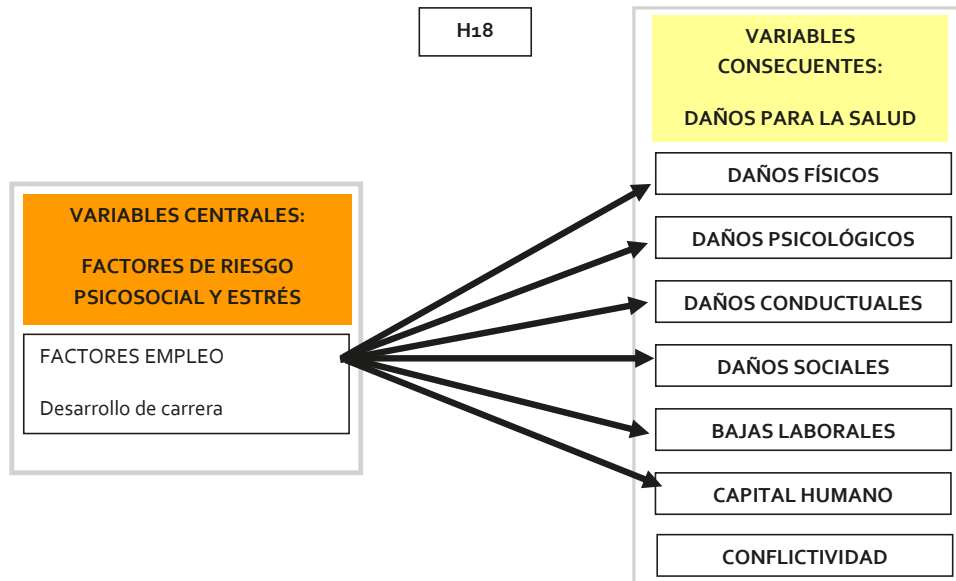 H18
VARIABLES
CONSECUENTES:
DAÑOS PARA LA SALUD
DAÑOS FÍSICOS
VARIABLES CENTRALES:
FACTORES DE RIESGO
PSICOSOCIAL Y ESTRÉS
DAÑOS PSICOLÓGICOS
DAÑOS CONDUCTUALES
FACTORES EMPLEO
Desarrollo de carrera
DAÑOS SOCIALES
BAJAS LABORALES
CAPITAL HUMANO
CONFLICTIVIDAD